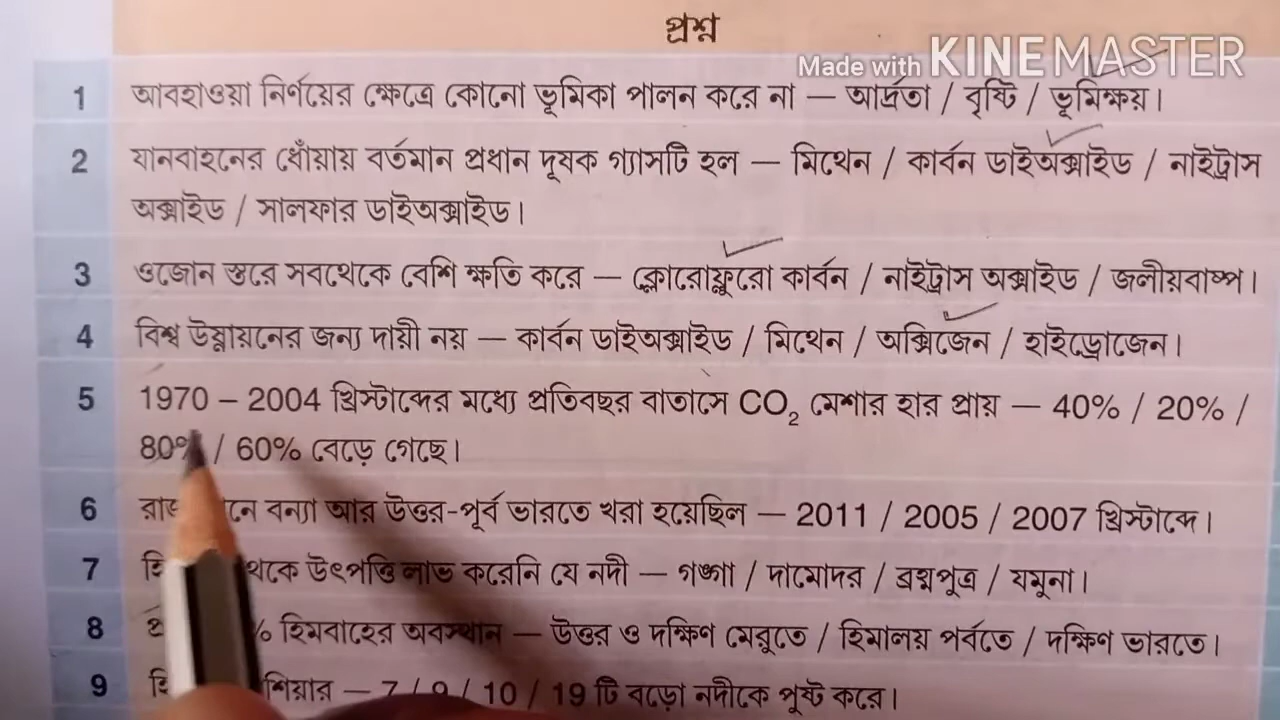 প্রশ্ন
Made with KINEMASTER
1 আবহাওয়া নির্ণয়ের ক্ষেত্রে কোনো ভূমিকা পালন করে না — আর্দ্রতা / বৃষ্টি / ভূমিক্ষয়।
2 যানবাহনের ধোঁয়ায় বর্তমান প্রধান দূষক গ্যাসটি হল — মিথেন / কার্বন ডাইঅক্সাইড / নাইট্রাস
অক্সাইড / সালফার ডাইঅক্সাইড।
3 ওজোন স্তরে সবথেকে বেশি ক্ষতি করে — ক্লোরোফ্লুরো কার্বন / নাইট্রাস অক্সাইড / জলীয়বাষ্প।
4 বিশ্ব উষ্ণায়নের জন্য দায়ী নয় — কার্বন ডাইঅক্সাইড / মিথেন / অক্সিজেন / হাইড্রোজেন।
5 1970 – 2004 খ্রিস্টাব্দের মধ্যে প্রতিবছর বাতাসে CO₂ মেশার হার প্রায় — 40% / 20% /
80% / 60% বেড়ে গেছে।
6 বন্যা আর উত্তর-পূর্ব ভারতে খরা হয়েছিল — 2011 / 2005 / 2007 খ্রিস্টাব্দে।
7 থেকে উৎপত্তি লাভ করেনি যে নদী — গঙ্গা / দামোদর / ব্রহ্মপুত্র / যমুনা।
8 % হিমবাহের অবস্থান — উত্তর ও দক্ষিণ মেরুতে / হিমালয় পর্বতে / দক্ষিণ ভারতে।
9 — 7 / 9 / 10 / 19 টি বড়ো নদীকে পুষ্ট করে।